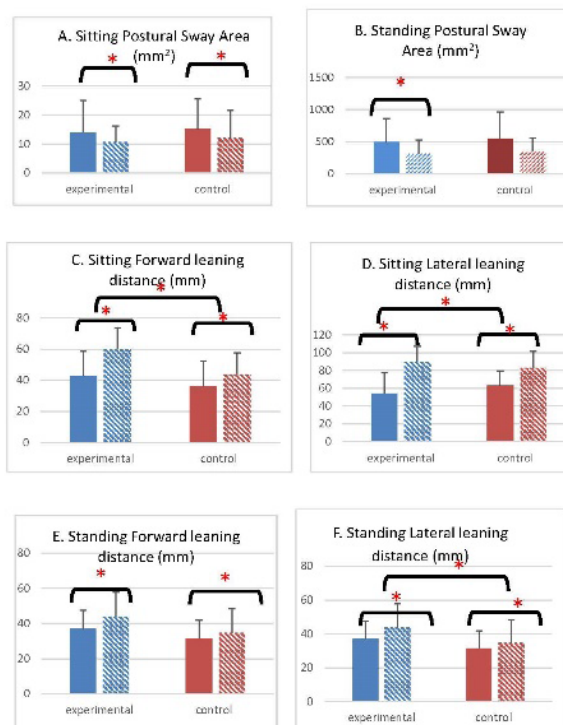 A. Sitting Postural Sway Area
(mm²)
*
*
30
20
10
0
experimental
control
B. Standing Postural Sway
Area (mm²)
*
1500
1000
500
0
experimental
control
C. Sitting Forward leaning
distance (mm)
*
*
*
80
60
40
20
0
experimental
control
D. Sitting Lateral leaning
distance (mm)
*
*
*
120
100
80
60
40
20
0
experimental
control
E. Standing Forward leaning
distance (mm)
*
*
80
60
40
20
0
experimental
control
F. Standing Lateral leaning
distance (mm)
*
*
*
80
60
40
20
0
experimental
control